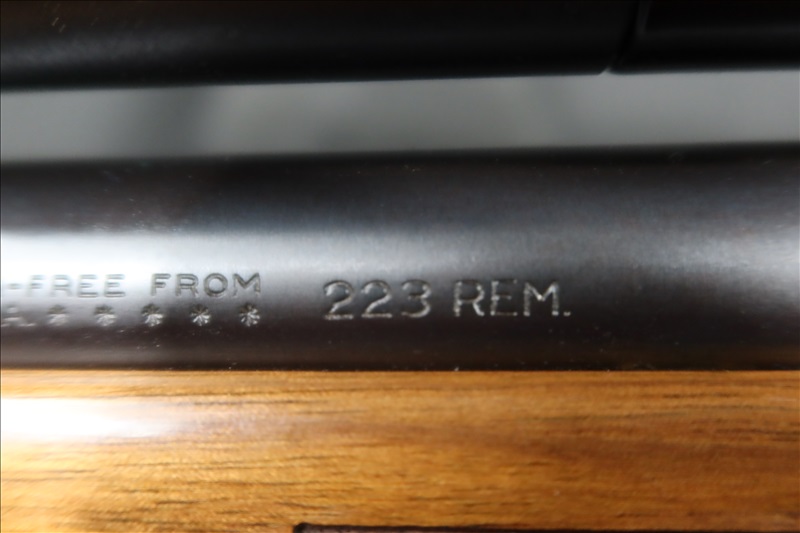 -FREE FROM
223 REM.
* * * * *